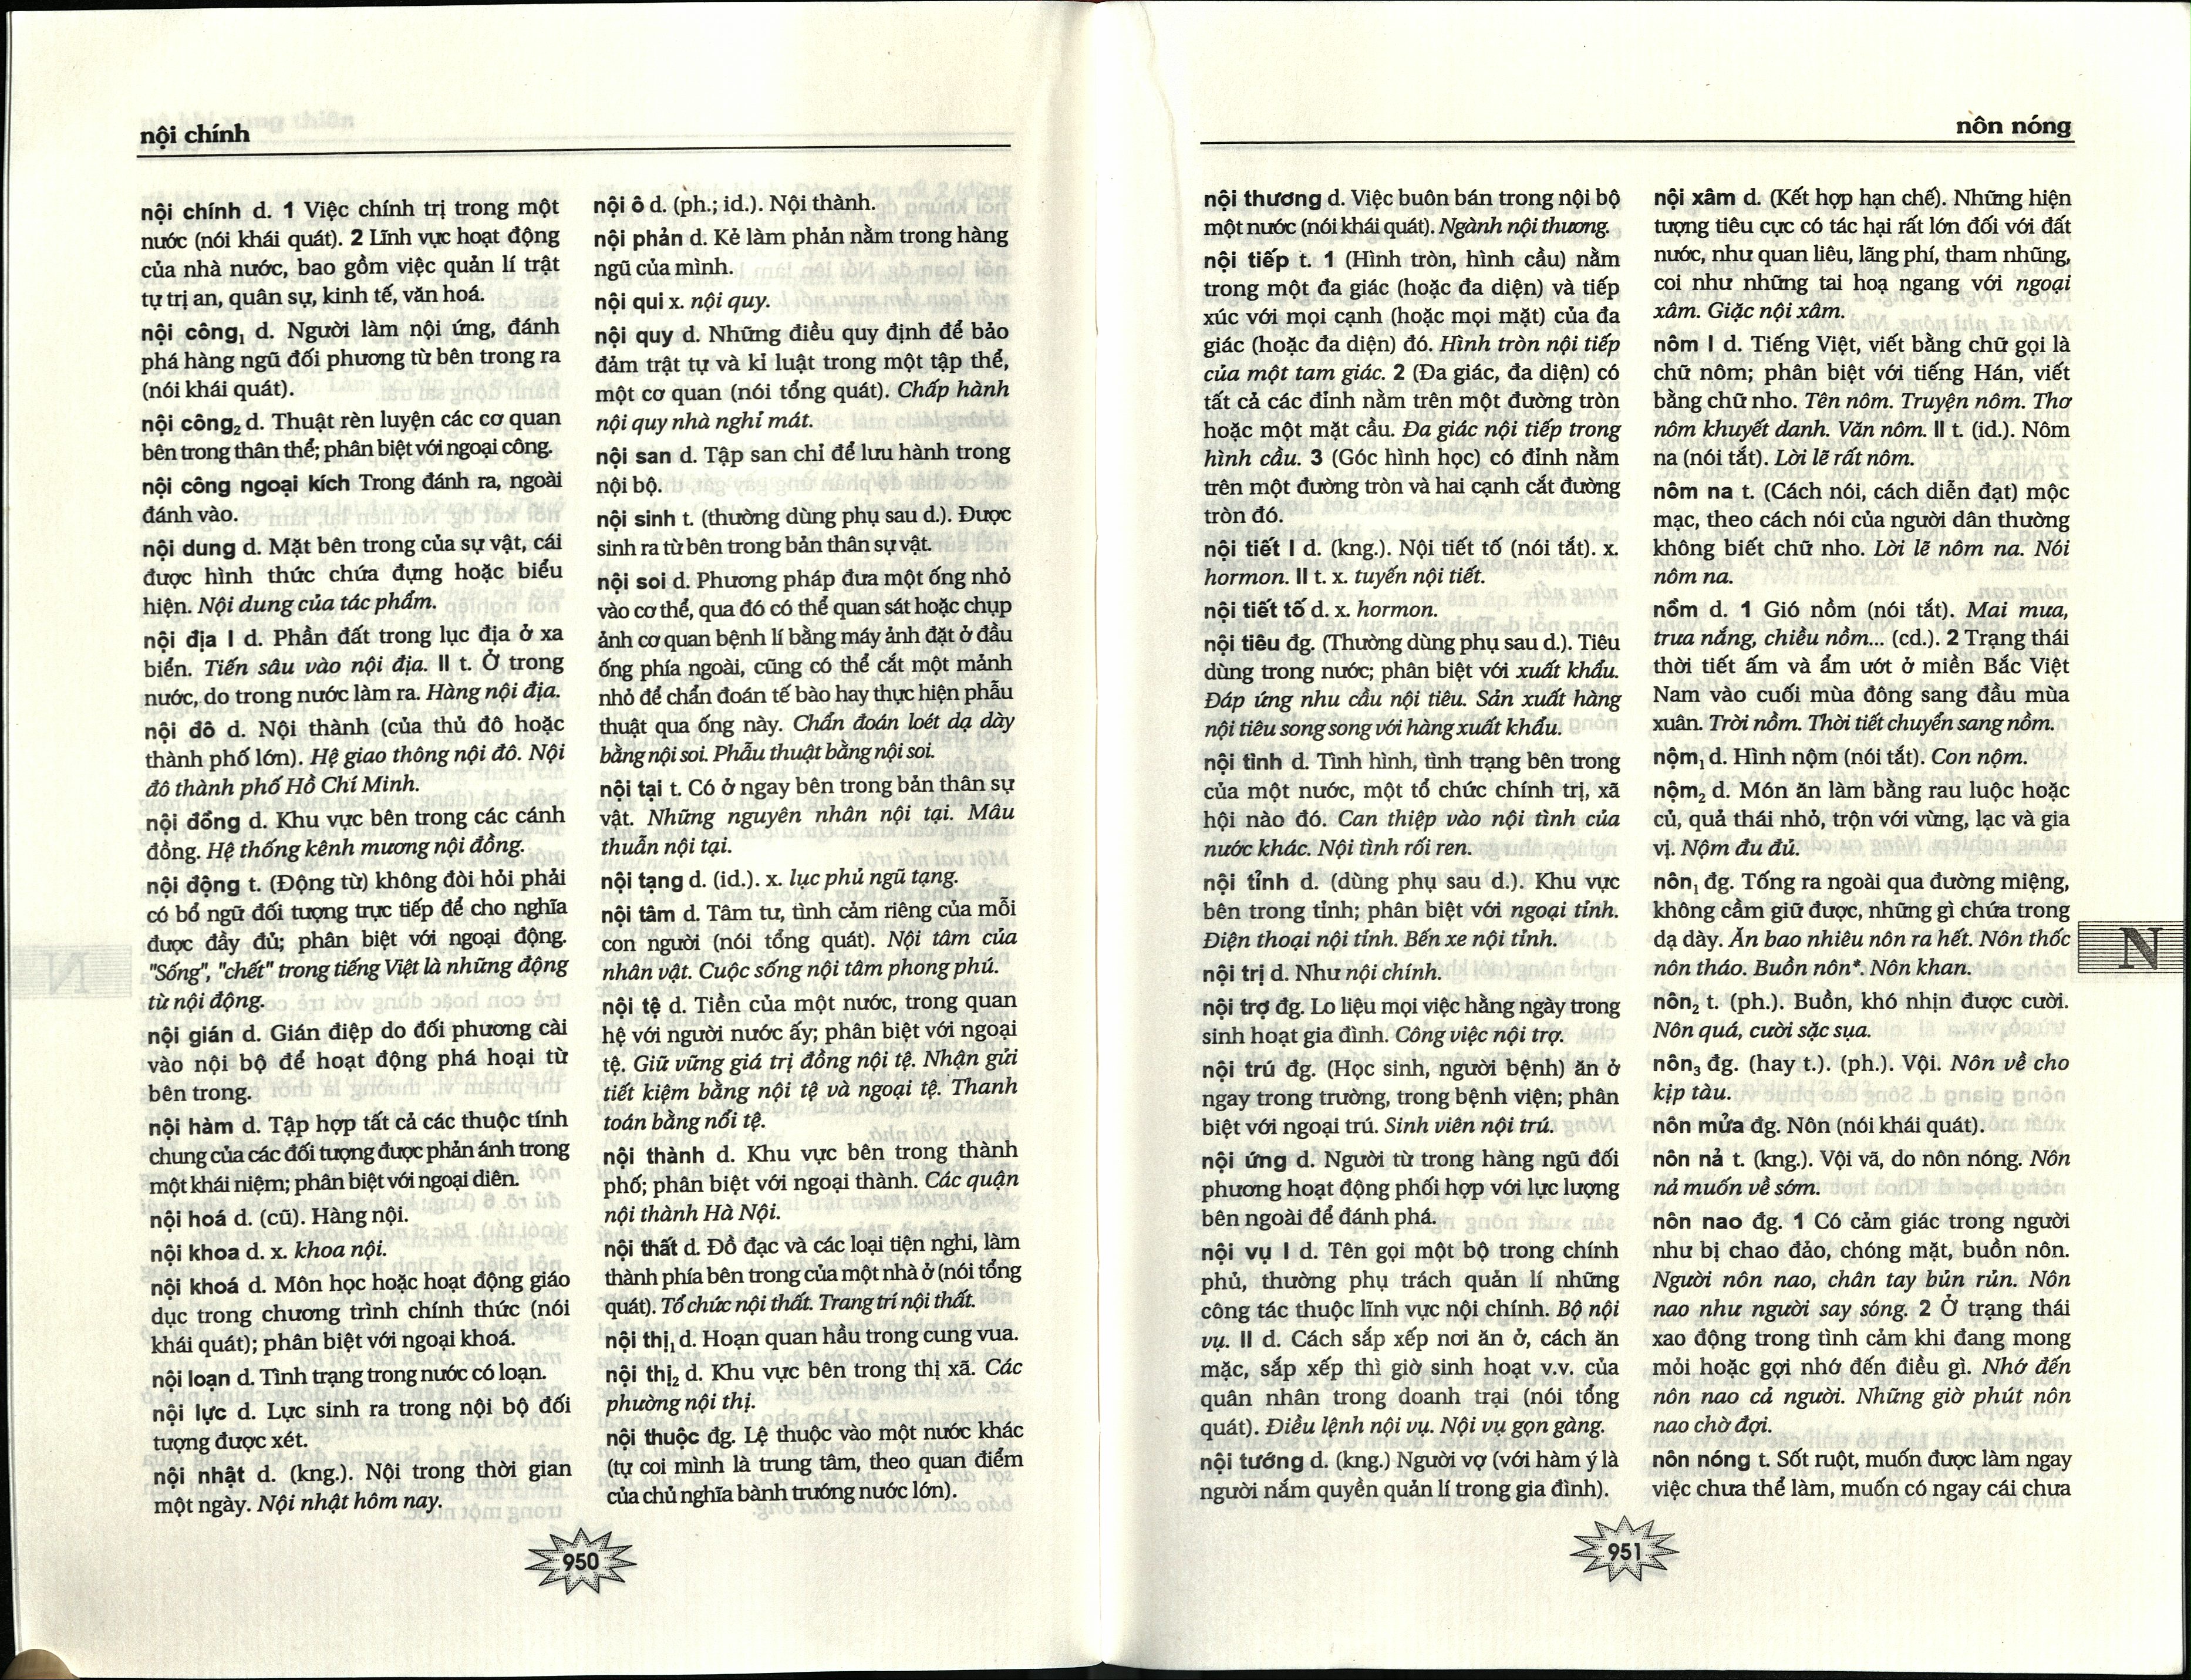 nội chính
nội chính d. 1 Việc chính trị trong một
nước (nói khái quát). 2 Lĩnh vực hoạt động
của nhà nước, bao gồm việc quản lí trật
tự trị an, quân sự, kinh tế, văn hoá.
nội công₁ d. Người làm nội ứng, đánh
phá hàng ngũ đối phương từ bên trong ra
(nói khái quát).
nội công₂ d. Thuật rèn luyện các cơ quan
bên trong thân thể; phân biệt với ngoại công.
nội công ngoại kích Trong đánh ra, ngoài
đánh vào.
nội dung d. Mặt bên trong của sự vật, cái
được hình thức chứa đựng hoặc biểu
hiện. Nội dung của tác phẩm.
nội địa I d. Phần đất trong lục địa ở xa
biển. Tiến sâu vào nội địa. II t. Ở trong
nước, do trong nước làm ra. Hàng nội địa.
nội đô d. Nội thành (của thủ đô hoặc
thành phố lớn). Hệ giao thông nội đô. Nội
đô thành phố Hồ Chí Minh.
nội đồng d. Khu vực bên trong các cánh
đồng. Hệ thống kênh mương nội đồng.
nội động t. (Động từ) không đòi hỏi phải
có bổ ngữ đối tượng trực tiếp để cho nghĩa
được đầy đủ; phân biệt với ngoại động.
"Sống", "chết" trong tiếng Việt là những động
từ nội động.
nội gián d. Gián điệp do đối phương cài
vào nội bộ để hoạt động phá hoại từ
bên trong.
nội hàm d. Tập hợp tất cả các thuộc tính
chung của các đối tượng được phản ánh trong
một khái niệm; phân biệt với ngoại diên.
nội hoá d. (cũ). Hàng nội.
nội khoa d. x. khoa nội.
nội khoá d. Môn học hoặc hoạt động giáo
dục trong chương trình chính thức (nói
khái quát); phân biệt với ngoại khoá.
nội loạn d. Tình trạng trong nước có loạn.
nội lực d. Lực sinh ra trong nội bộ đối
tượng được xét.
nội nhật d. (kng.). Nội trong thời gian
một ngày. Nội nhật hôm nay.
nội ô d. (ph.; id.). Nội thành.
nội phản d. Kẻ làm phản nằm trong hàng
ngũ của mình.
nội qui x. nội quy.
nội quy d. Những điều quy định để bảo
đảm trật tự và kỉ luật trong một tập thể,
một cơ quan (nói tổng quát). Chấp hành
nội quy nhà nghỉ mát.
nội san d. Tập san chỉ để lưu hành trong
nội bộ.
nội sinh t. (thường dùng phụ sau d.). Được
sinh ra từ bên trong bản thân sự vật.
nội soi d. Phương pháp đưa một ống nhỏ
vào cơ thể, qua đó có thể quan sát hoặc chụp
ảnh cơ quan bệnh lí bằng máy ảnh đặt ở đầu
ống phía ngoài, cũng có thể cắt một mảnh
nhỏ để chẩn đoán tế bào hay thực hiện phẫu
thuật qua ống này. Chẩn đoán loét dạ dày
bằng nội soi. Phẫu thuật bằng nội soi.
nội tại t. Có ở ngay bên trong bản thân sự
vật. Những nguyên nhân nội tại. Mâu
thuẫn nội tại.
nội tạng d. (id.). x. lục phủ ngũ tạng.
nội tâm d. Tâm tư, tình cảm riêng của mỗi
con người (nói tổng quát). Nội tâm của
nhân vật. Cuộc sống nội tâm phong phú.
nội tệ d. Tiền của một nước, trong quan
hệ với người nước ấy; phân biệt với ngoại
tệ. Giữ vững giá trị đồng nội tệ. Nhận gửi
tiết kiệm bằng nội tệ và ngoại tệ. Thanh
toán bằng nổi tệ.
nội thành d. Khu vực bên trong thành
phố; phân biệt với ngoại thành. Các quận
nội thành Hà Nội.
nội thất d. Đồ đạc và các loại tiện nghi, làm
thành phía bên trong của một nhà ở (nói tổng
quát). Tổ chức nội thất. Trang trí nội thất.
nội thị₁ d. Hoạn quan hầu trong cung vua.
nội thị₂ d. Khu vực bên trong thị xã. Các
phường nội thị.
nội thuộc đg. Lệ thuộc vào một nước khác
(tự coi mình là trung tâm, theo quan điểm
của chủ nghĩa bành trướng nước lớn).
950
nôn nóng
nội thương d. Việc buôn bán trong nội bộ
một nước (nói khái quát). Ngành nội thương.
nội tiếp t. 1 (Hình tròn, hình cầu) nằm
trong một đa giác (hoặc đa diện) và tiếp
xúc với mọi cạnh (hoặc mọi mặt) của đa
giác (hoặc đa diện) đó. Hình tròn nội tiếp
của một tam giác. 2 (Đa giác, đa diện) có
tất cả các đỉnh nằm trên một đường tròn
hoặc một mặt cầu. Đa giác nội tiếp trong
hình cầu. 3 (Góc hình học) có đỉnh nằm
trên một đường tròn và hai cạnh cắt đường
tròn đó.
nội tiết I d. (kng.). Nội tiết tố (nói tắt). x.
hormon. II t. x. tuyến nội tiết.
nội tiết tố d. x. hormon.
nội tiêu đg. (Thường dùng phụ sau d.). Tiêu
dùng trong nước; phân biệt với xuất khẩu.
Đáp ứng nhu cầu nội tiêu. Sản xuất hàng
nội tiêu song song với hàng xuất khẩu.
nội tình d. Tình hình, tình trạng bên trong
của một nước, một tổ chức chính trị, xã
hội nào đó. Can thiệp vào nội tình của
nước khác. Nội tình rối ren.
nội tỉnh d. (dùng phụ sau d.). Khu vực
bên trong tỉnh; phân biệt với ngoại tỉnh.
Điện thoại nội tỉnh. Bến xe nội tỉnh.
nội trị d. Như nội chính.
nội trợ đg. Lo liệu mọi việc hằng ngày trong
sinh hoạt gia đình. Công việc nội trợ.
nội trú đg. (Học sinh, người bệnh) ăn ở
ngay trong trường, trong bệnh viện; phân
biệt với ngoại trú. Sinh viên nội trú.
nội ứng d. Người từ trong hàng ngũ đối
phương hoạt động phối hợp với lực lượng
bên ngoài để đánh phá.
nội vụ I d. Tên gọi một bộ trong chính
phủ, thường phụ trách quản lí những
công tác thuộc lĩnh vực nội chính. Bộ nội
vụ. II d. Cách sắp xếp nơi ăn ở, cách ăn
mặc, sắp xếp thì giờ sinh hoạt v.v. của
quân nhân trong doanh trại (nói tổng
quát). Điều lệnh nội vụ. Nội vụ gọn gàng.
nội tướng d. (kng.) Người vợ (với hàm ý là
người nắm quyền quản lí trong gia đình).
nội xâm d. (Kết hợp hạn chế). Những hiện
tượng tiêu cực có tác hại rất lớn đối với đất
nước, như quan liêu, lãng phí, tham nhũng,
coi như những tai hoạ ngang với ngoại
xâm. Giặc nội xâm.
nôm I d. Tiếng Việt, viết bằng chữ gọi là
chữ nôm; phân biệt với tiếng Hán, viết
bằng chữ nho. Tên nôm. Truyện nôm. Thơ
nôm khuyết danh. Văn nôm. II t. (id.). Nôm
na (nói tắt). Lời lẽ rất nôm.
nôm na t. (Cách nói, cách diễn đạt) mộc
mạc, theo cách nói của người dân thường
không biết chữ nho. Lời lẽ nôm na. Nói
nôm na.
nồm d. 1 Gió nồm (nói tắt). Mai mưa,
trưa nắng, chiều nồm... (cd.). 2 Trạng thái
thời tiết ấm và ẩm ướt ở miền Bắc Việt
Nam vào cuối mùa đông sang đầu mùa
xuân. Trời nồm. Thời tiết chuyển sang nồm.
nộm₁ d. Hình nộm (nói tắt). Con nộm.
nộm₂ d. Món ăn làm bằng rau luộc hoặc
củ, quả thái nhỏ, trộn với vừng, lạc và gia
vị. Nộm đu đủ.
nôn₁ đg. Tống ra ngoài qua đường miệng,
không cầm giữ được, những gì chứa trong
dạ dày. Ăn bao nhiêu nôn ra hết. Nôn thốc
nôn tháo. Buồn nôn*. Nôn khan.
nôn₂ t. (ph.). Buồn, khó nhịn được cười.
Nôn quá, cười sặc sụa.
nôn₃ đg. (hay t.). (ph.). Vội. Nôn về cho
kịp tàu.
nôn mửa đg. Nôn (nói khái quát).
nôn nả t. (kng.). Vội vã, do nôn nóng. Nôn
nả muốn về sớm.
nôn nao đg. 1 Có cảm giác trong người
như bị chao đảo, chóng mặt, buồn nôn.
Người nôn nao, chân tay bủn rủn. Nôn
nao như người say sóng. 2 Ở trạng thái
xao động trong tình cảm khi đang mong
mỏi hoặc gợi nhớ đến điều gì. Nhớ đến
nôn nao cả người. Những giờ phút nôn
nao chờ đợi.
nôn nóng t. Sốt ruột, muốn được làm ngay
việc chưa thể làm, muốn có ngay cái chưa
N
951